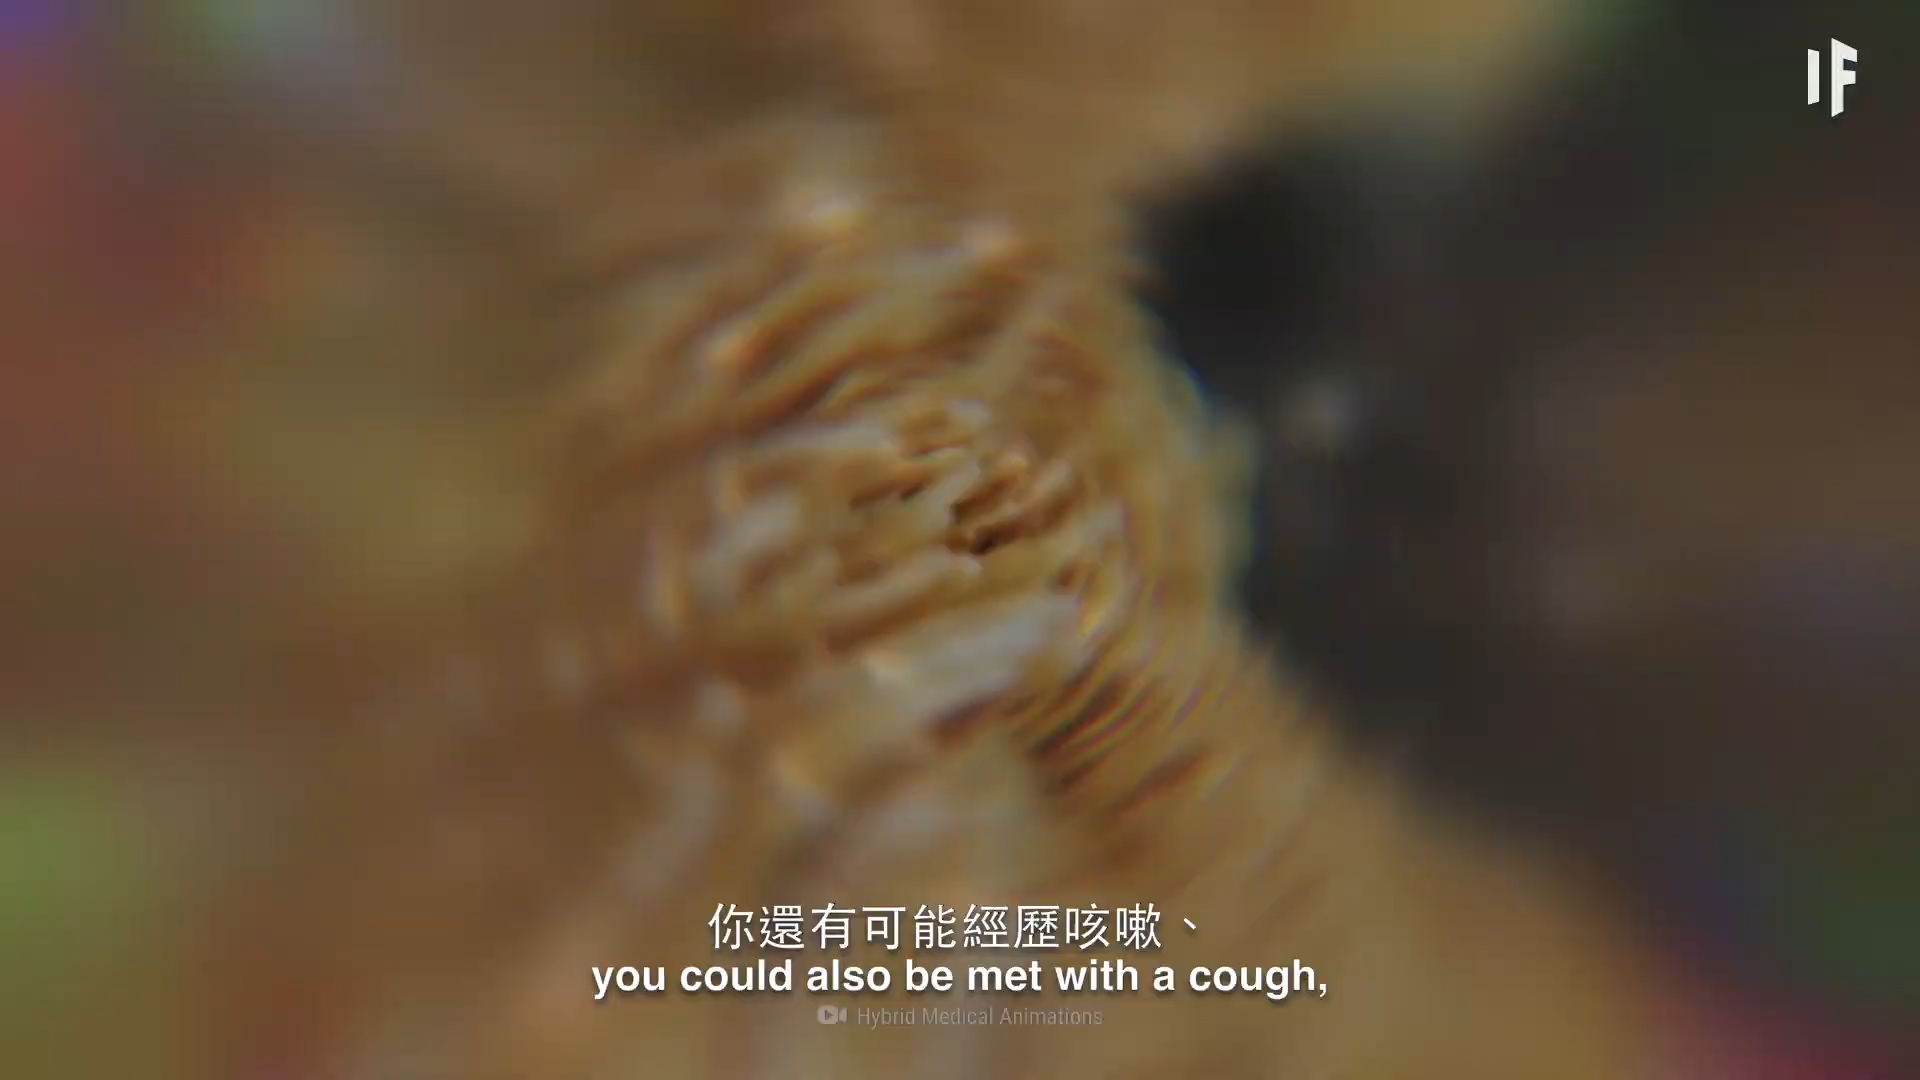 IF
你還有可能經歷咳嗽、
you could also be met with a cough,
Hybrid Medical Animations